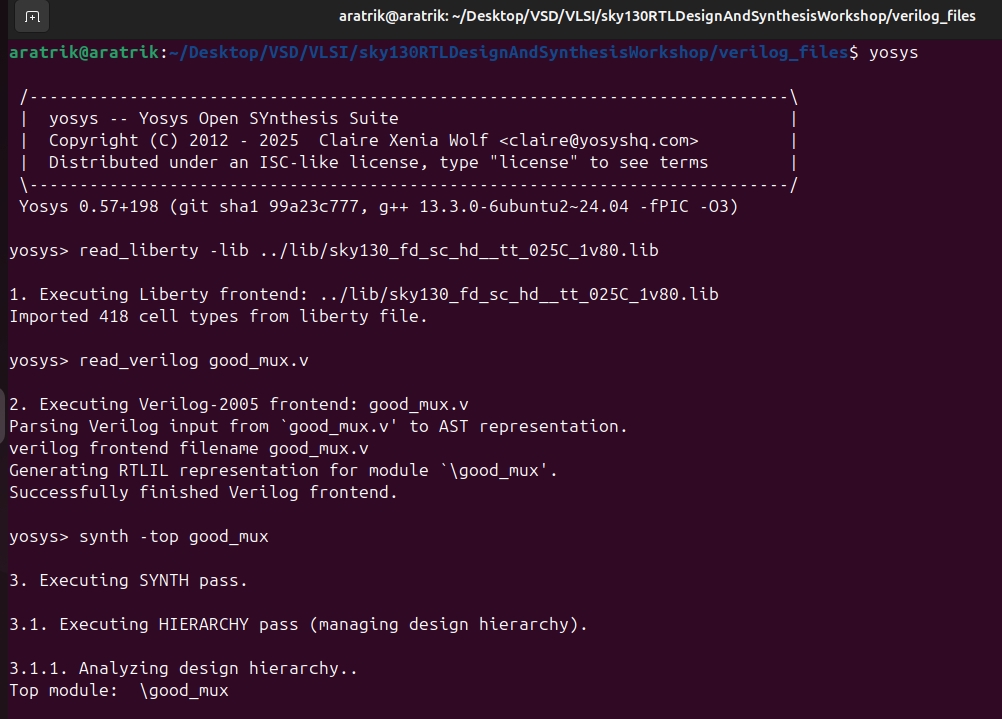 aratrik@aratrik: ~/Desktop/VSD/VLSI/sky130RTLDesignAndSynthesisWorkshop/verilog_files
aratrik@aratrik:~/Desktop/VSD/VLSI/sky130RTLDesignAndSynthesisWorkshop/verilog_files$ yosys
/----------------------------------------------------------------------------\
|  yosys -- Yosys Open SYnthesis Suite                                       |
|  Copyright (C) 2012 - 2025  Claire Xenia Wolf <claire@yosyshq.com>         |
|  Distributed under an ISC-like license, type "license" to see terms        |
\----------------------------------------------------------------------------/
Yosys 0.57+198 (git sha1 99a23c777, g++ 13.3.0-6ubuntu2~24.04 -fPIC -O3)
yosys> read_liberty -lib ../lib/sky130_fd_sc_hd__tt_025C_1v80.lib
1. Executing Liberty frontend: ../lib/sky130_fd_sc_hd__tt_025C_1v80.lib
Imported 418 cell types from liberty file.
yosys> read_verilog good_mux.v
2. Executing Verilog-2005 frontend: good_mux.v
Parsing Verilog input from `good_mux.v' to AST representation.
verilog frontend filename good_mux.v
Generating RTLIL representation for module `\good_mux'.
Successfully finished Verilog frontend.
yosys> synth -top good_mux
3. Executing SYNTH pass.
3.1. Executing HIERARCHY pass (managing design hierarchy).
3.1.1. Analyzing design hierarchy..
Top module:  \good_mux